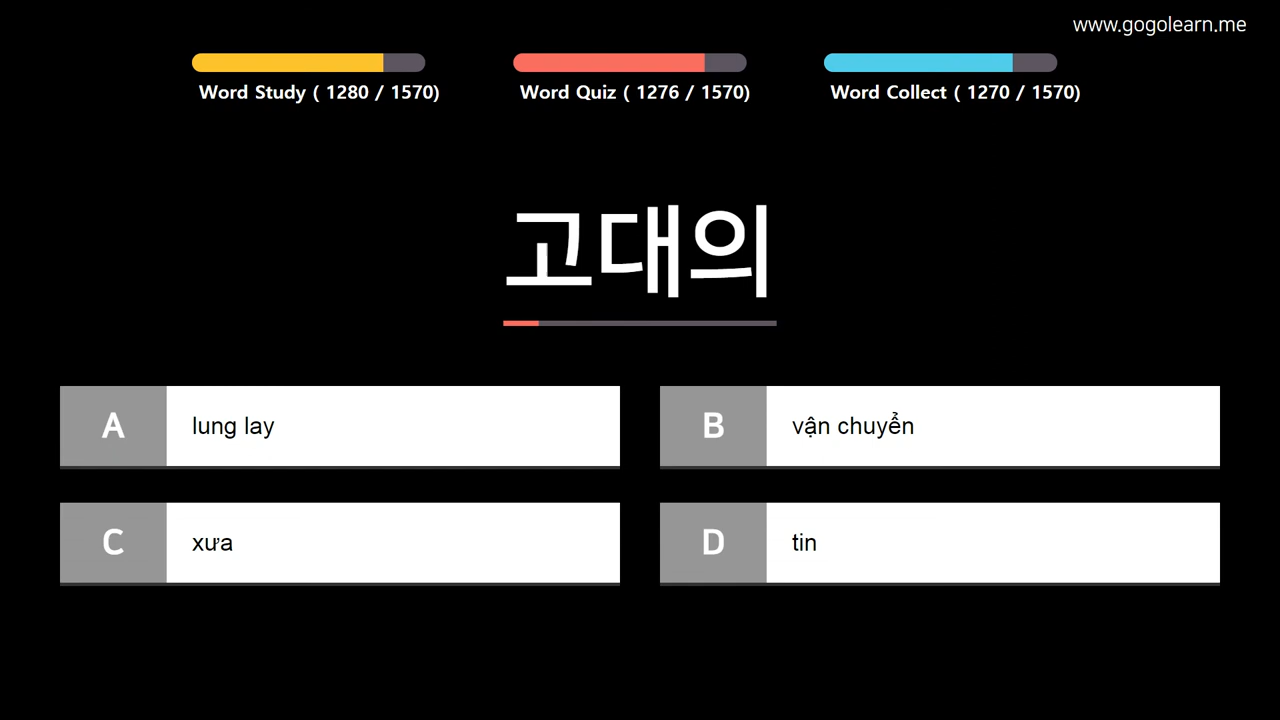 www.gogolearn.me
Word Study ( 1280 / 1570)
Word Quiz ( 1276 / 1570)
Word Collect ( 1270 / 1570)
고대의
A lung lay
B vận chuyển
C xưa
D tin